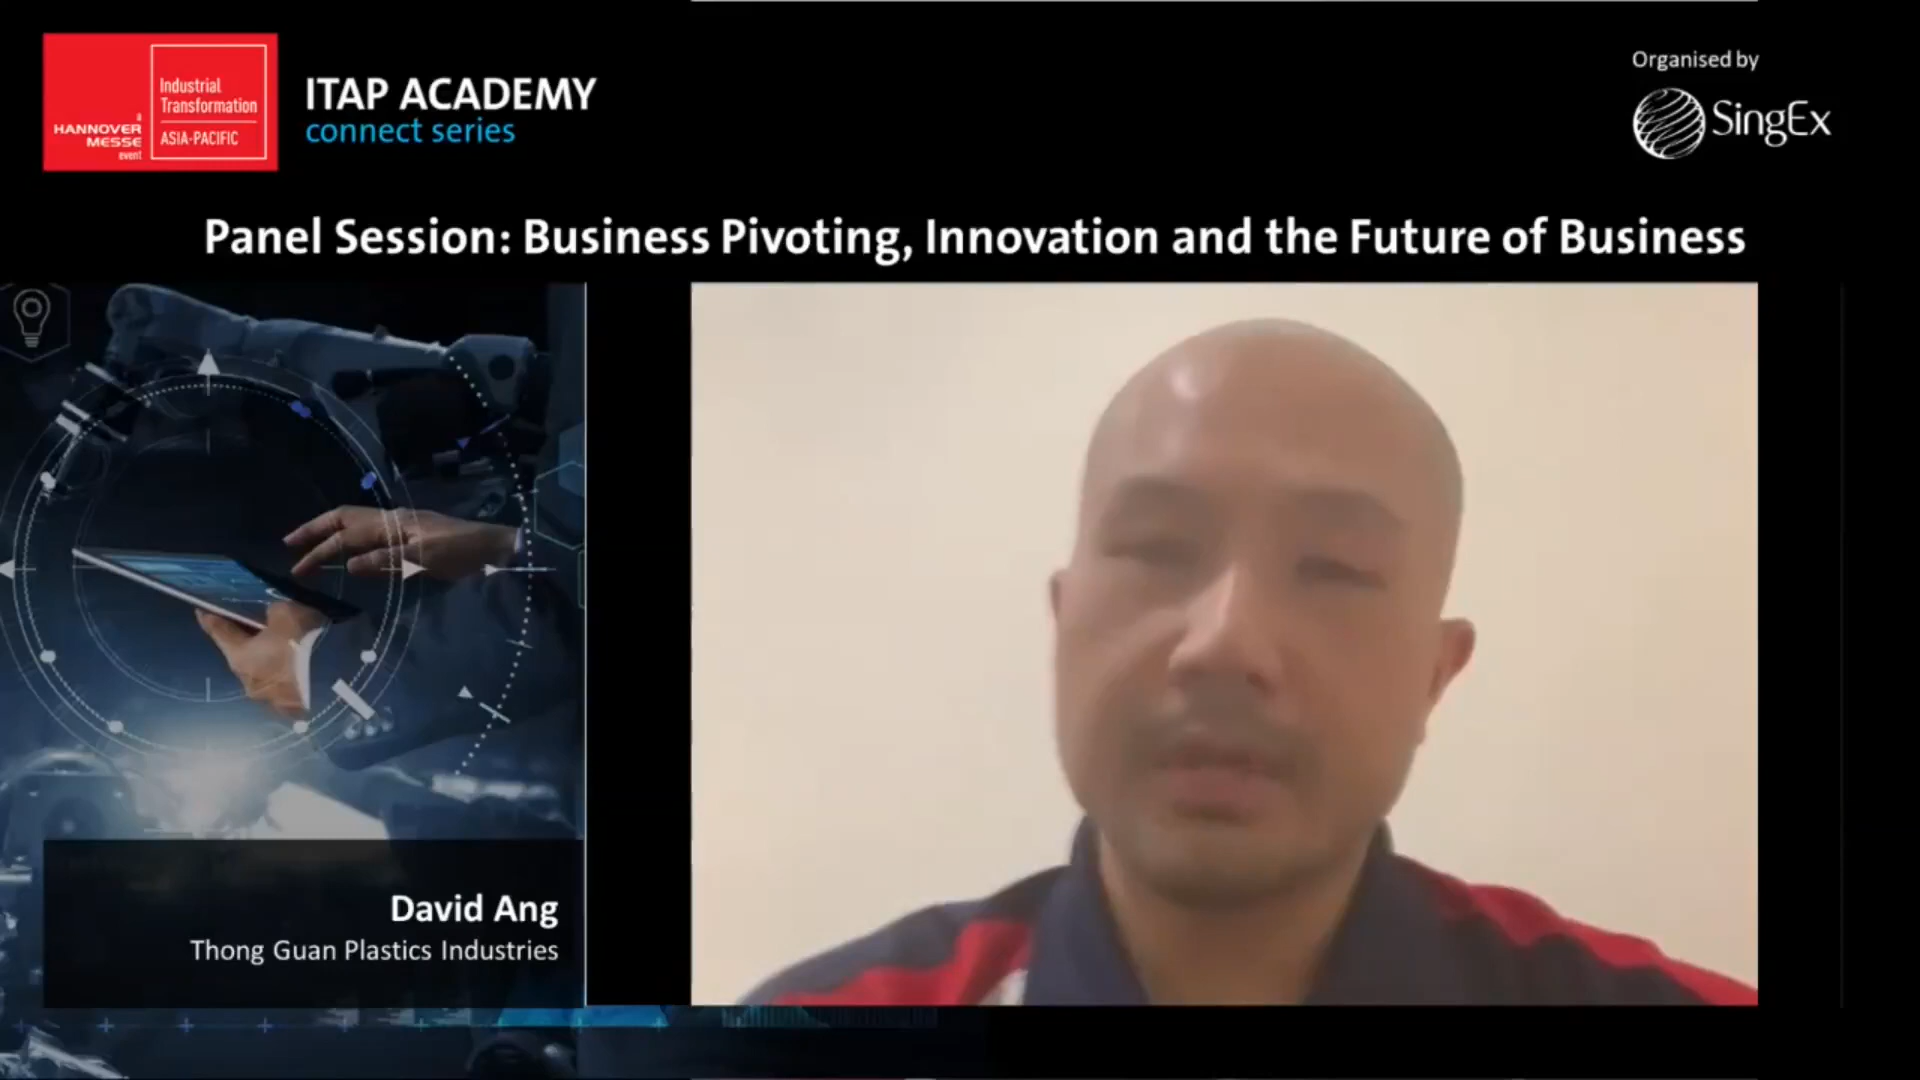 Industrial
Transformation
ASIA-PACIFIC
a
HANNOVER
MESSE
event
ITAP ACADEMY
connect series
Organised by
SingEx
Panel Session: Business Pivoting, Innovation and the Future of Business
David Ang
Thong Guan Plastics Industries